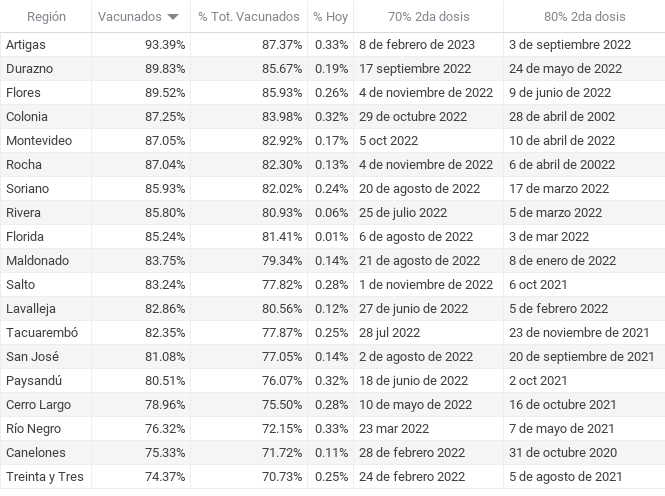 Región Vacunados % Tot. Vacunados % Hoy 70% 2da dosis 80% 2da dosis
Artigas 93.39% 87.37% 0.33% 8 de febrero de 2023 3 de septiembre 2022
Durazno 89.83% 85.67% 0.19% 17 septiembre 2022 24 de mayo de 2022
Flores 89.52% 85.93% 0.26% 4 de noviembre de 2022 9 de junio de 2022
Colonia 87.25% 83.98% 0.32% 29 de octubre 2022 28 de abril de 2002
Montevideo 87.05% 82.92% 0.17% 5 oct 2022 10 de abril de 2022
Rocha 87.04% 82.30% 0.13% 4 de noviembre de 2022 6 de abril de 20022
Soriano 85.93% 82.02% 0.24% 20 de agosto de 2022 17 de marzo 2022
Rivera 85.80% 80.93% 0.06% 25 de julio 2022 5 de marzo 2022
Florida 85.24% 81.41% 0.01% 6 de agosto de 2022 3 de mar 2022
Maldonado 83.75% 79.34% 0.14% 21 de agosto de 2022 8 de enero de 2022
Salto 83.24% 77.82% 0.28% 1 de noviembre de 2022 6 oct 2021
Lavalleja 82.86% 80.56% 0.12% 27 de junio de 2022 5 de febrero 2022
Tacuarembó 82.35% 77.87% 0.25% 28 jul 2022 23 de noviembre de 2021
San José 81.08% 77.05% 0.14% 2 de agosto de 2022 20 de septiembre de 2021
Paysandú 80.51% 76.07% 0.32% 18 de junio de 2022 2 oct 2021
Cerro Largo 78.96% 75.50% 0.28% 10 de mayo de 2022 16 de octubre 2021
Río Negro 76.32% 72.15% 0.33% 23 mar 2022 7 de mayo de 2021
Canelones 75.33% 71.72% 0.11% 28 de febrero 2022 31 de octubre 2020
Treinta y Tres 74.37% 70.73% 0.25% 24 de febrero 2022 5 de agosto de 2021